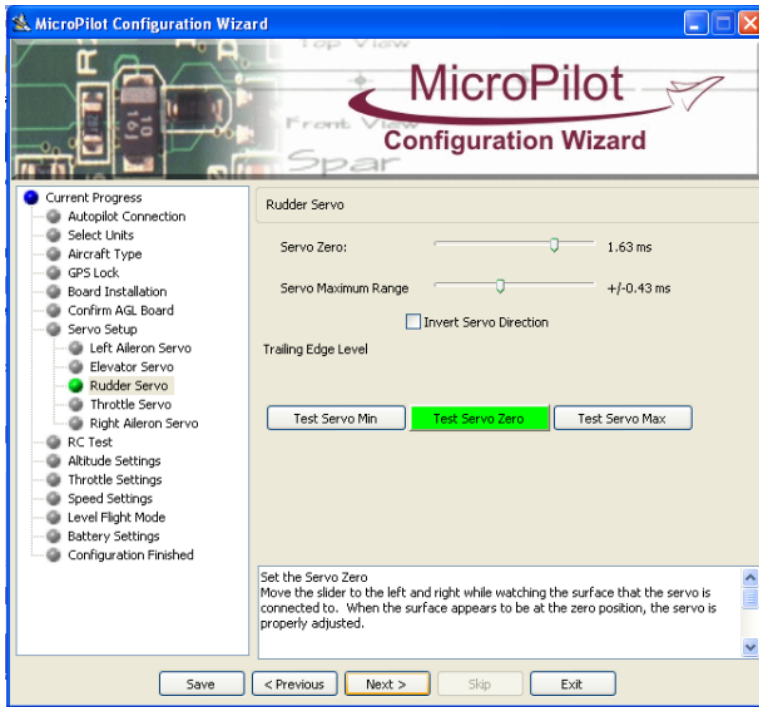 MicroPilot Configuration Wizard
Top View
Front View
Spar
MicroPilot
Configuration Wizard
Current Progress
Autopilot Connection
Select Units
Aircraft Type
GPS Lock
Board Installation
Confirm AGL Board
Servo Setup
Left Aileron Servo
Elevator Servo
Rudder Servo
Throttle Servo
Right Aileron Servo
RC Test
Altitude Settings
Throttle Settings
Speed Settings
Level Flight Mode
Battery Settings
Configuration Finished
Rudder Servo
Servo Zero: 1.63 ms
Servo Maximum Range +/-0.43 ms
Invert Servo Direction
Trailing Edge Level
Test Servo Min Test Servo Zero Test Servo Max
Set the Servo Zero
Move the slider to the left and right while watching the surface that the servo is
connected to. When the surface appears to be at the zero position, the servo is
properly adjusted.
Save < Previous Next > Skip Exit